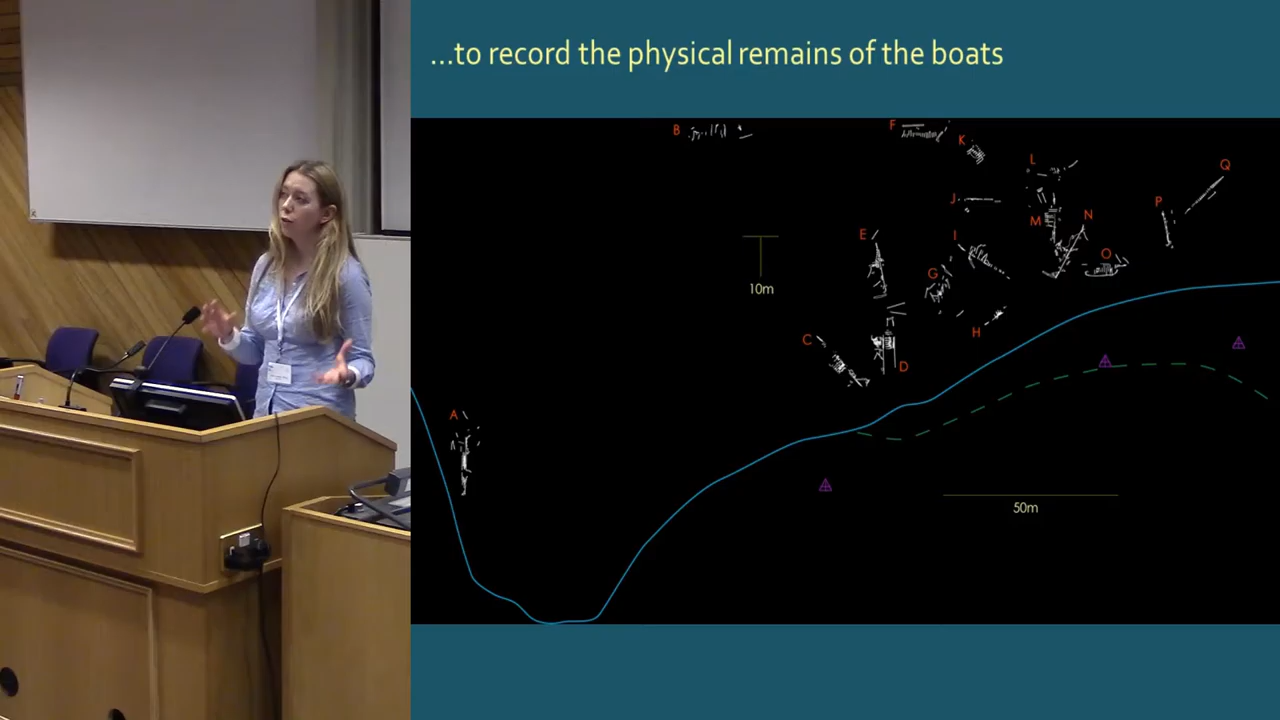 ...to record the physical remains of the boats
B
F
K
L
Q
J
P
M
N
E
I
O
G
10m
H
C
D
A
50m